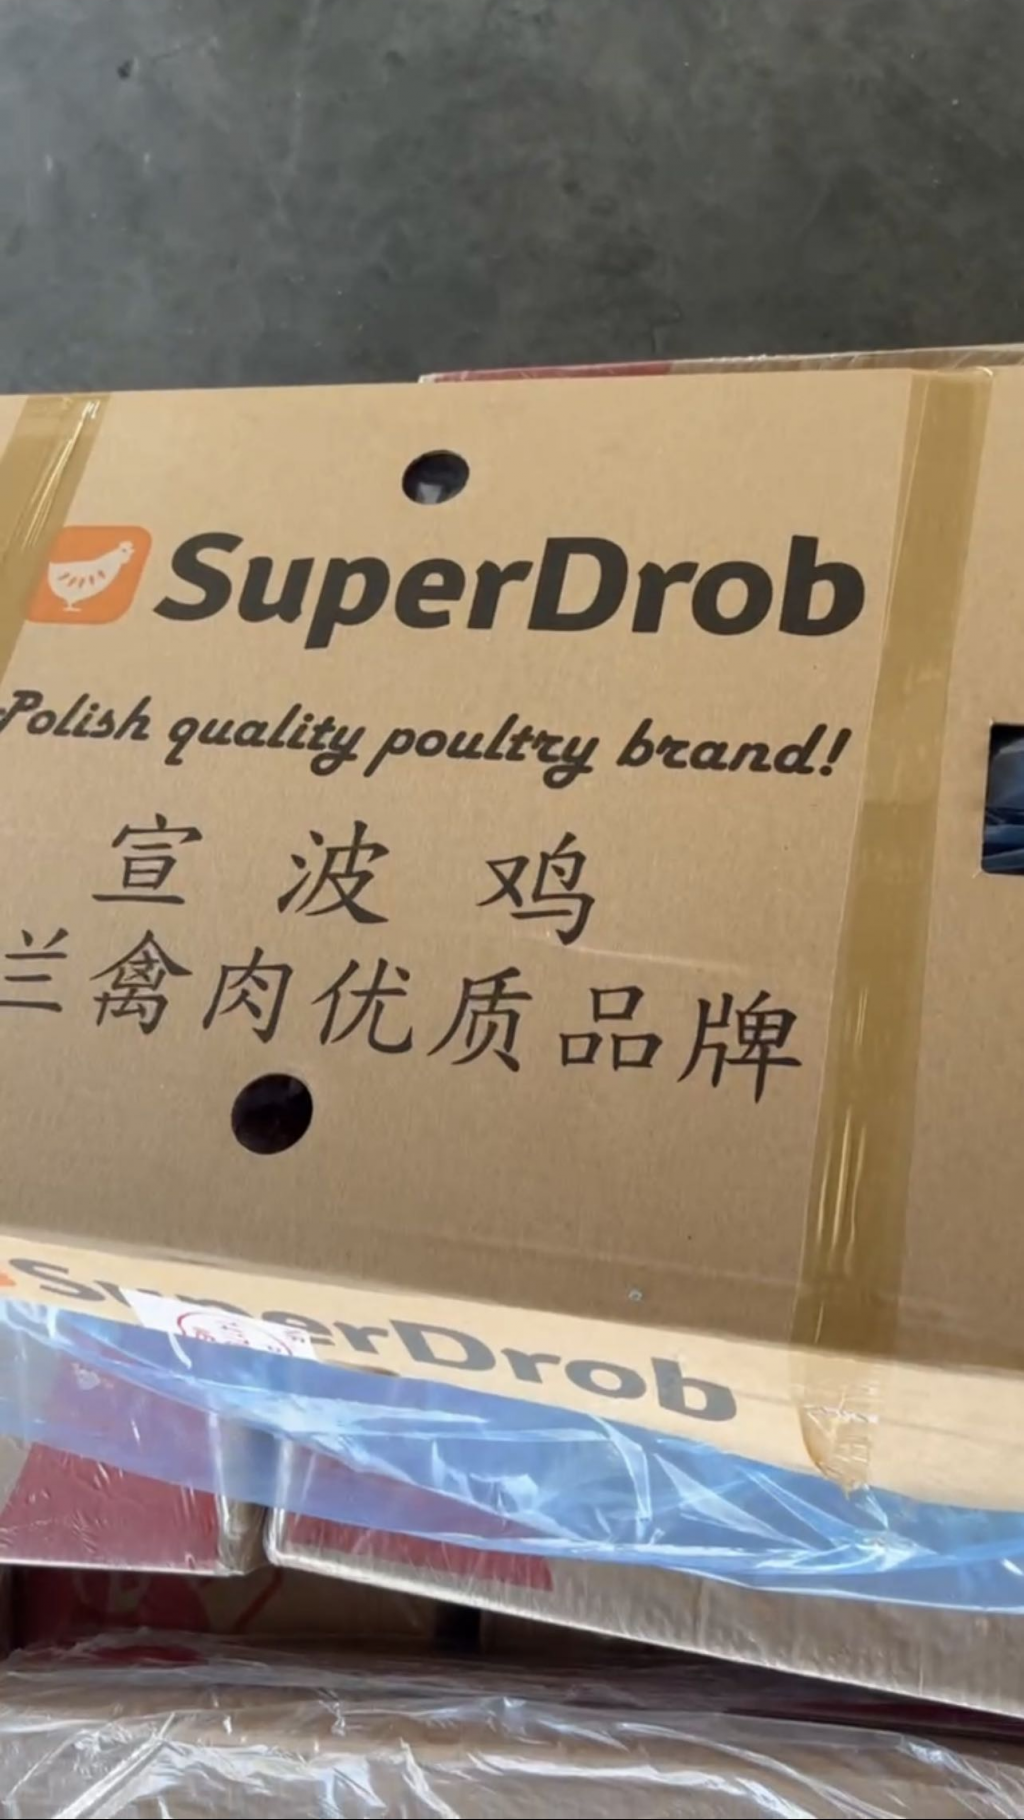 SuperDrob
Polish quality poultry brand!
宣 波 鸡
兰禽肉优质品牌
SuperDrob